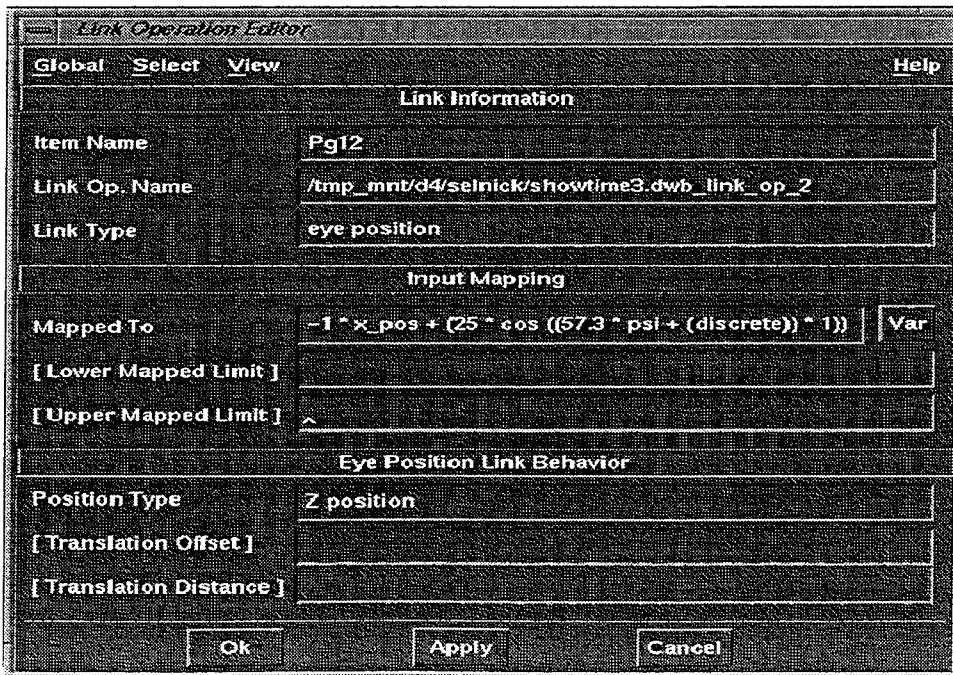 Link Operation Editor
Global Select View Help
Link Information
Item Name Pg12
Link Op. Name /tmp_mnt/d4/selnick/showtime3.dwb_link_op_2
Link Type eye position
Input Mapping
Mapped To -1 * x_pos + (25 * cos ((57.3 * psi + (discrete)) * 1)) Var
[ Lower Mapped Limit ]
[ Upper Mapped Limit ] ^
Eye Position Link Behavior
Position Type Z position
[ Translation Offset ]
[ Translation Distance ]
Ok Apply Cancel